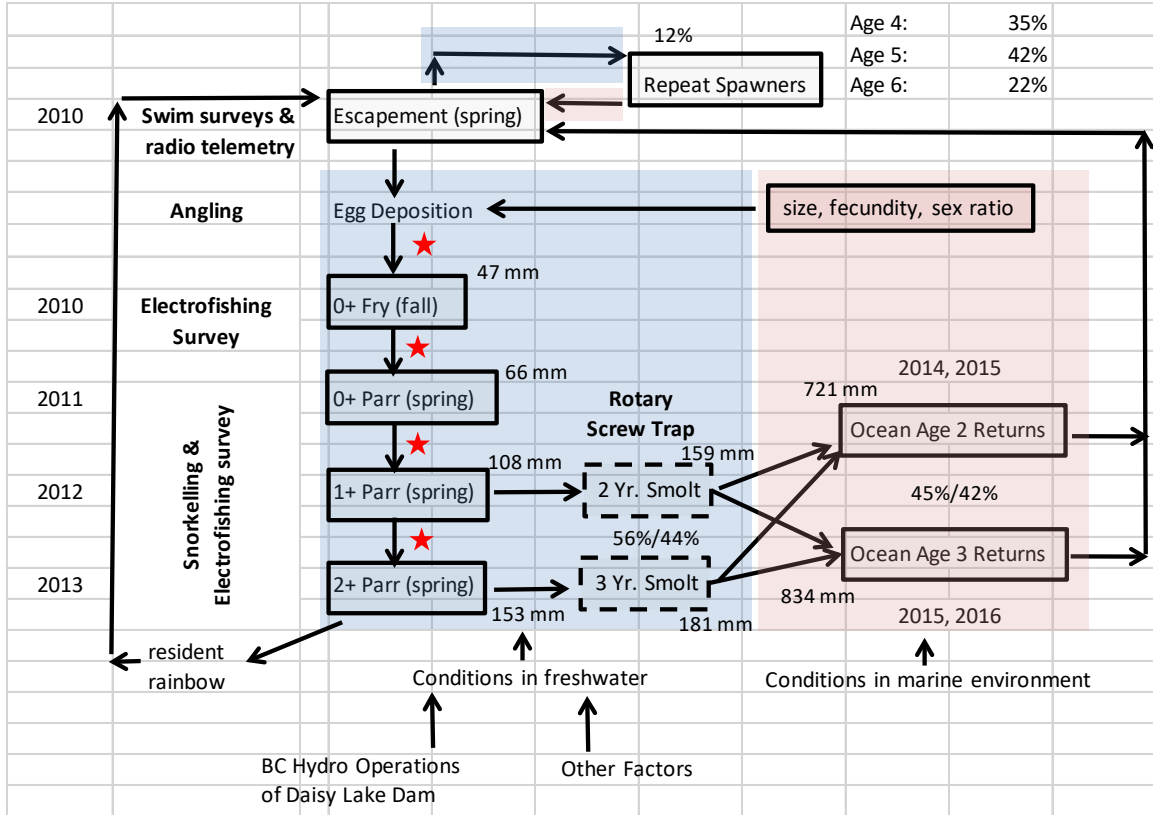 12%
Age 4: 35%
Age 5: 42%
Age 6: 22%
Repeat Spawners
2010
Swim surveys &
radio telemetry
Escapement (spring)
Angling
Egg Deposition
size, fecundity, sex ratio
47 mm
2010
Electrofishing
Survey
0+ Fry (fall)
66 mm
2011
0+ Parr (spring)
Rotary
Screw Trap
2014, 2015
721 mm
Ocean Age 2 Returns
Snorkelling &
Electrofishing survey
108 mm
159 mm
2012
1+ Parr (spring)
2 Yr. Smolt
45%/42%
56%/44%
Ocean Age 3 Returns
2013
2+ Parr (spring)
3 Yr. Smolt
834 mm
153 mm
181 mm
2015, 2016
resident
rainbow
Conditions in freshwater
Conditions in marine environment
BC Hydro Operations
of Daisy Lake Dam
Other Factors